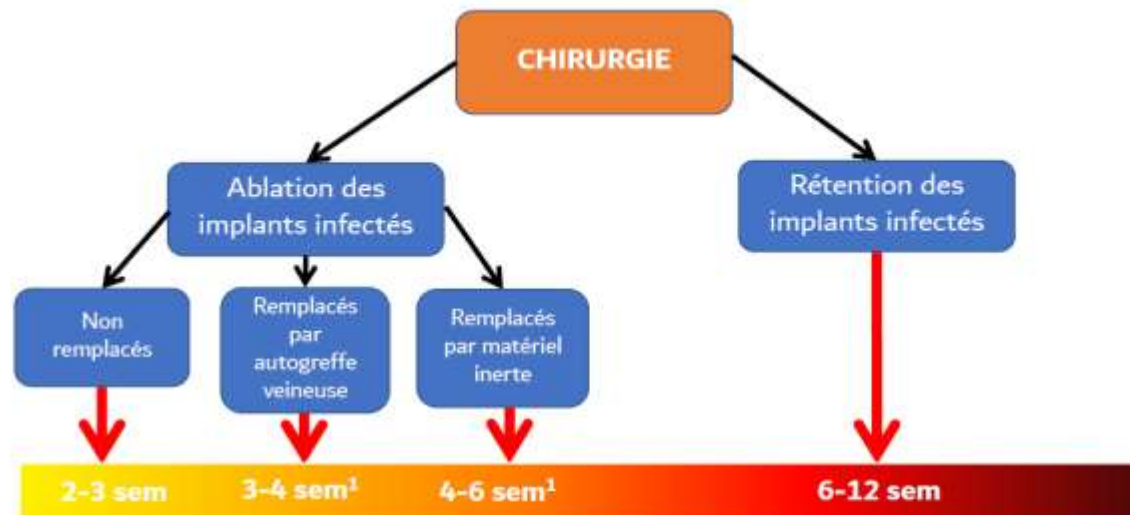 CHIRURGIE
Ablation des
implants infectés
Rétention des
implants infectés
Non
remplacés
Remplacés
par
autogreffe
veineuse
Remplacés
par matériel
inerte
2-3 sem
3-4 sem¹
4-6 sem¹
6-12 sem